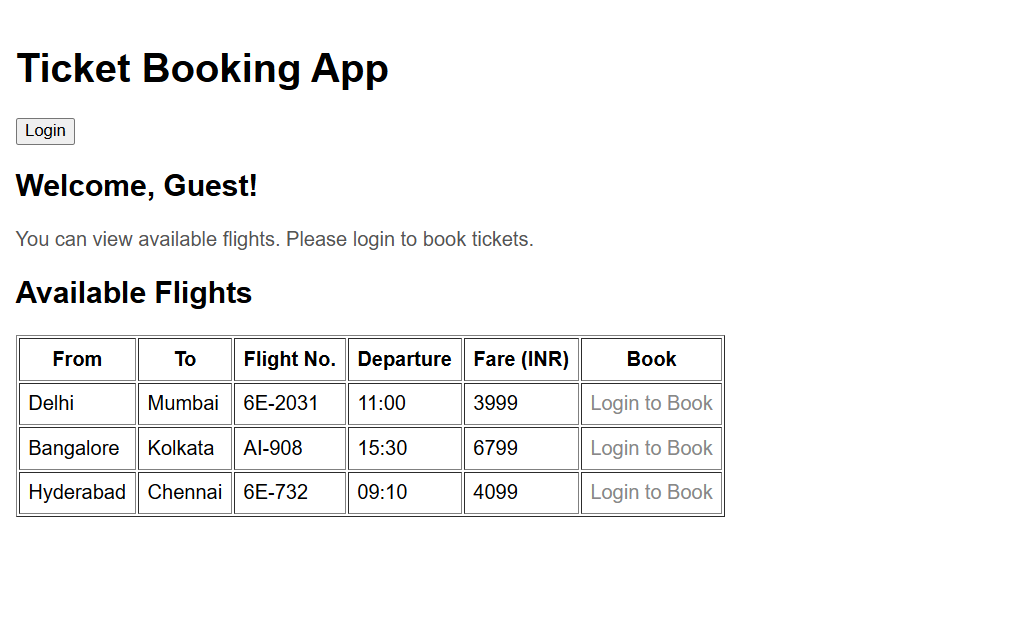 Ticket Booking App
Login
Welcome, Guest!
You can view available flights. Please login to book tickets.
Available Flights
From To Flight No. Departure Fare (INR) Book
Delhi Mumbai 6E-2031 11:00 3999 Login to Book
Bangalore Kolkata AI-908 15:30 6799 Login to Book
Hyderabad Chennai 6E-732 09:10 4099 Login to Book